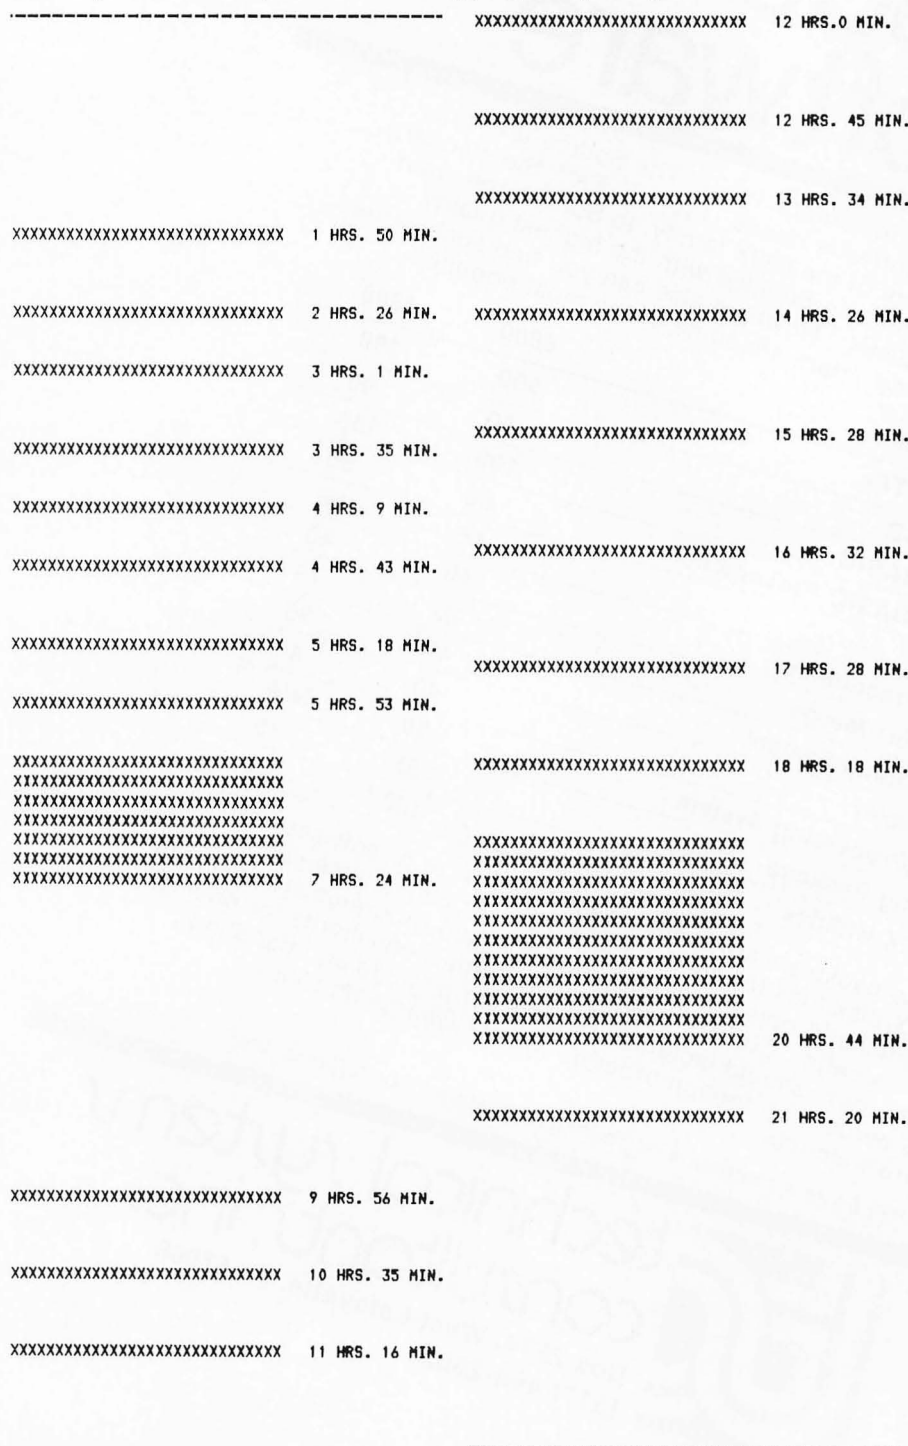 ------------------------------------------------
XXXXXXXXXXXXXXXXXXXXXXXXXXXXXX 1 HRS. 50 MIN.
XXXXXXXXXXXXXXXXXXXXXXXXXXXXXX 2 HRS. 26 MIN.
XXXXXXXXXXXXXXXXXXXXXXXXXXXXXX 3 HRS. 1 MIN.
XXXXXXXXXXXXXXXXXXXXXXXXXXXXXX 3 HRS. 35 MIN.
XXXXXXXXXXXXXXXXXXXXXXXXXXXXXX 4 HRS. 9 MIN.
XXXXXXXXXXXXXXXXXXXXXXXXXXXXXX 4 HRS. 43 MIN.
XXXXXXXXXXXXXXXXXXXXXXXXXXXXXX 5 HRS. 18 MIN.
XXXXXXXXXXXXXXXXXXXXXXXXXXXXXX 5 HRS. 53 MIN.
XXXXXXXXXXXXXXXXXXXXXXXXXXXXXX
XXXXXXXXXXXXXXXXXXXXXXXXXXXXXX
XXXXXXXXXXXXXXXXXXXXXXXXXXXXXX
XXXXXXXXXXXXXXXXXXXXXXXXXXXXXX
XXXXXXXXXXXXXXXXXXXXXXXXXXXXXX
XXXXXXXXXXXXXXXXXXXXXXXXXXXXXX
XXXXXXXXXXXXXXXXXXXXXXXXXXXXXX 7 HRS. 24 MIN.
XXXXXXXXXXXXXXXXXXXXXXXXXXXXXX 9 HRS. 56 MIN.
XXXXXXXXXXXXXXXXXXXXXXXXXXXXXX 10 HRS. 35 MIN.
XXXXXXXXXXXXXXXXXXXXXXXXXXXXXX 11 HRS. 16 MIN.
XXXXXXXXXXXXXXXXXXXXXXXXXXXXXX 12 HRS.0 MIN.
XXXXXXXXXXXXXXXXXXXXXXXXXXXXXX 12 HRS. 45 MIN.
XXXXXXXXXXXXXXXXXXXXXXXXXXXXXX 13 HRS. 34 MIN.
XXXXXXXXXXXXXXXXXXXXXXXXXXXXXX 14 HRS. 26 MIN.
XXXXXXXXXXXXXXXXXXXXXXXXXXXXXX 15 HRS. 28 MIN.
XXXXXXXXXXXXXXXXXXXXXXXXXXXXXX 16 HRS. 32 MIN.
XXXXXXXXXXXXXXXXXXXXXXXXXXXXXX 17 HRS. 28 MIN.
XXXXXXXXXXXXXXXXXXXXXXXXXXXXXX 18 HRS. 18 MIN.
XXXXXXXXXXXXXXXXXXXXXXXXXXXXXX
XXXXXXXXXXXXXXXXXXXXXXXXXXXXXX
XXXXXXXXXXXXXXXXXXXXXXXXXXXXXX
XXXXXXXXXXXXXXXXXXXXXXXXXXXXXX
XXXXXXXXXXXXXXXXXXXXXXXXXXXXXX
XXXXXXXXXXXXXXXXXXXXXXXXXXXXXX
XXXXXXXXXXXXXXXXXXXXXXXXXXXXXX
XXXXXXXXXXXXXXXXXXXXXXXXXXXXXX
XXXXXXXXXXXXXXXXXXXXXXXXXXXXXX
XXXXXXXXXXXXXXXXXXXXXXXXXXXXXX
XXXXXXXXXXXXXXXXXXXXXXXXXXXXXX 20 HRS. 44 MIN.
XXXXXXXXXXXXXXXXXXXXXXXXXXXXXX 21 HRS. 20 MIN.